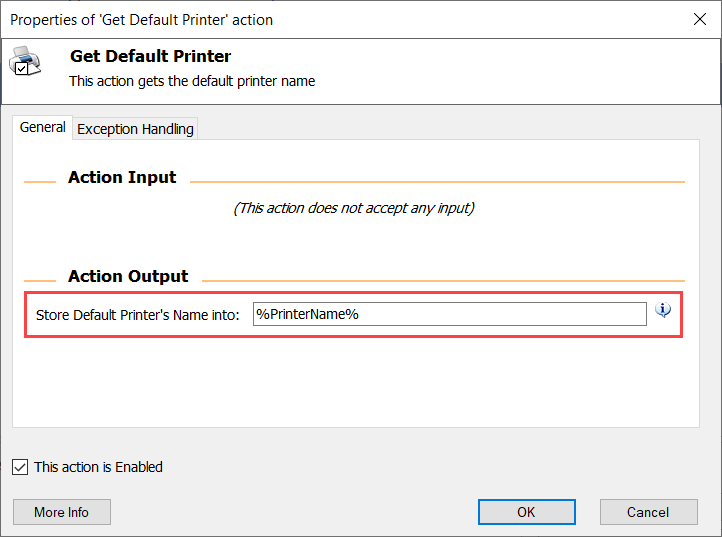 Properties of 'Get Default Printer' action
Get Default Printer
This action gets the default printer name
General
Exception Handling
Action Input
(This action does not accept any input)
Action Output
Store Default Printer's Name into:
%PrinterName%
This action is Enabled
More Info
OK
Cancel